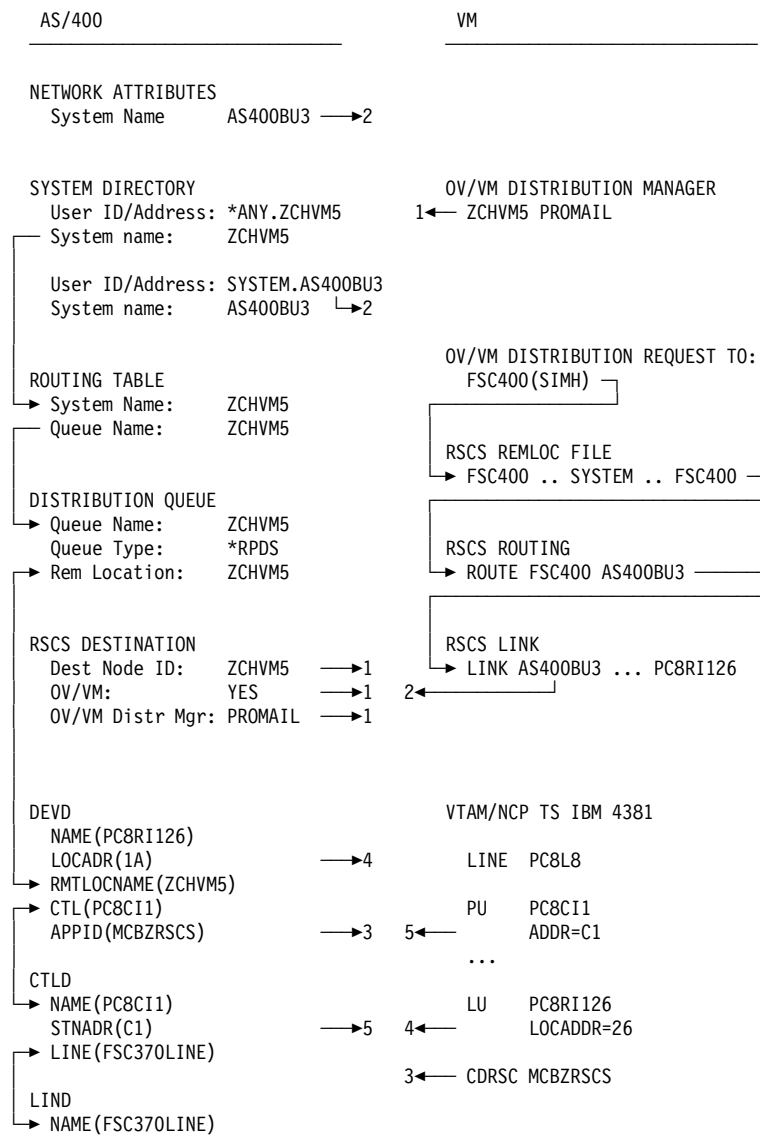 AS/400 VM
NETWORK ATTRIBUTES
System Name AS400BU3 2
SYSTEM DIRECTORY OV/VM DISTRIBUTION MANAGER
User ID/Address: *ANY.ZCHVM5 1 ZCHVM5 PROMAIL
System name: ZCHVM5
User ID/Address: SYSTEM.AS400BU3
System name: AS400BU3 2
OV/VM DISTRIBUTION REQUEST TO:
ROUTING TABLE FSC400(SIMH)
System Name: ZCHVM5
Queue Name: ZCHVM5
RSCS REMLOC FILE
FSC400 .. SYSTEM .. FSC400
DISTRIBUTION QUEUE
Queue Name: ZCHVM5
Queue Type: *RPDS RSCS ROUTING
Rem Location: ZCHVM5 ROUTE FSC400 AS400BU3
RSCS DESTINATION RSCS LINK
Dest Node ID: ZCHVM5 1 LINK AS400BU3 ... PC8RI126
OV/VM: YES 1 2
OV/VM Distr Mgr: PROMAIL 1
DEVD VTAM/NCP TS IBM 4381
NAME(PC8RI126)
LOCADR(1A) 4 LINE PC8L8
RMTLOCNAME(ZCHVM5)
CTL(PC8CI1) PU PC8CI1
APPID(MCBZRSCS) 3 5 ADDR=C1
...
CTLD
NAME(PC8CI1) LU PC8RI126
STNADR(C1) 5 4 LOCADDR=26
LINE(FSC370LINE)
3 CDRSC MCBZRSCS
LIND
NAME(FSC370LINE)